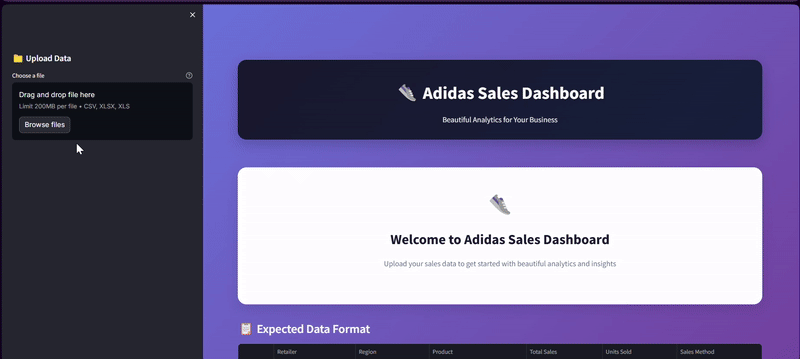 Upload Data
Choose a file
Drag and drop file here
Limit 200MB per file • CSV, XLSX, XLS
Browse files
Adidas Sales Dashboard
Beautiful Analytics for Your Business
Welcome to Adidas Sales Dashboard
Upload your sales data to get started with beautiful analytics and insights
Expected Data Format
Retailer Region Product Total Sales Units Sold Sales Method